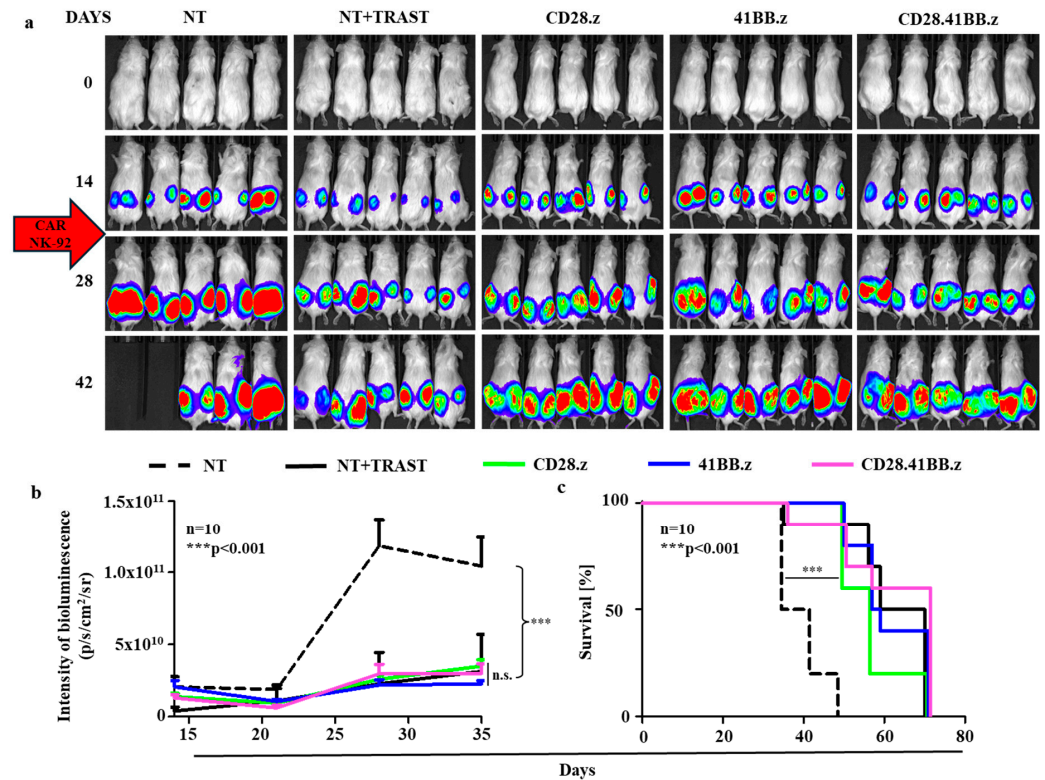 a
DAYS NT NT+TRAST CD28.z 41BB.z CD28.41BB.z
0
14
CAR
NK-92
28
42
NT NT+TRAST CD28.z 41BB.z CD28.41BB.z
b
Intensity of bioluminescence
(p/s/cm²/sr)
1.5x10¹¹
1.0x10¹¹
5x10¹⁰
0
n=10
***p<0.001
***
n.s.
15 20 25 30 35
c
Survival [%]
100
50
0
n=10
***p<0.001
***
0 20 40 60 80
Days